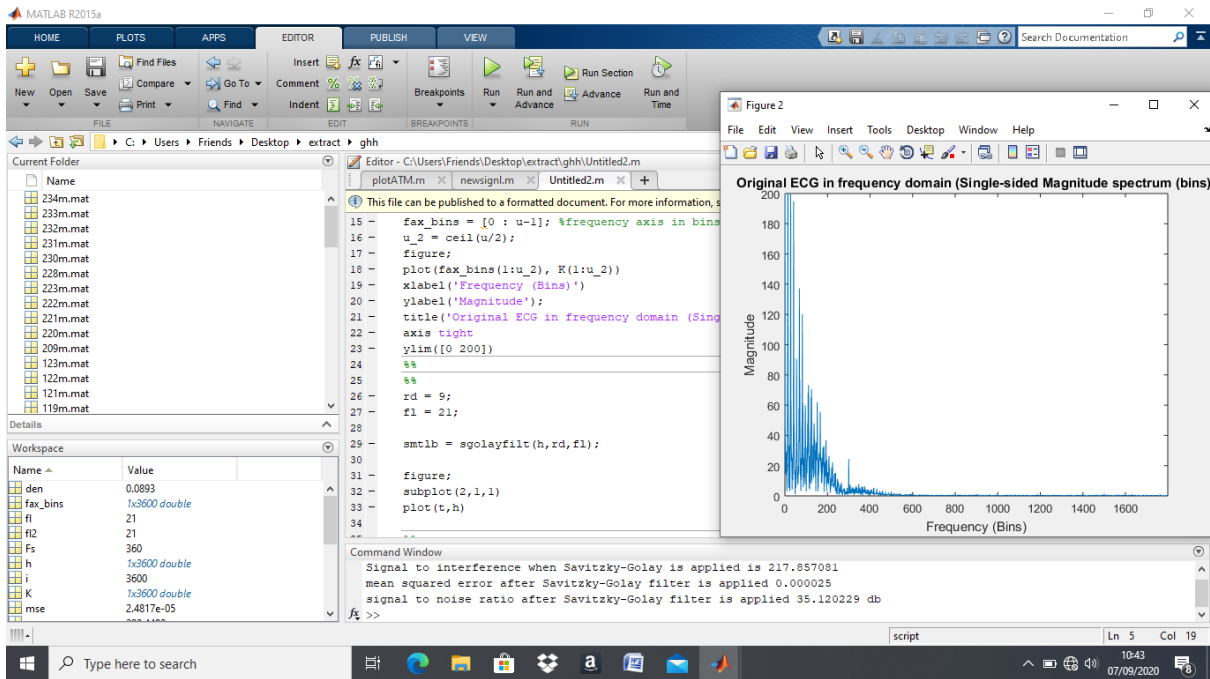 MATLAB R2015a
HOME PLOTS APPS EDITOR PUBLISH VIEW
Search Documentation
New Open Save
Find Files
Compare
Print
Go To
Find
Insert
Comment
Indent
Breakpoints
Run
Run and Advance
Run Section
Advance
Run and Time
FILE NAVIGATE EDIT BREAKPOINTS RUN
C: Users Friends Desktop extract ghh
Current Folder
Name
234m.mat
233m.mat
232m.mat
231m.mat
230m.mat
228m.mat
223m.mat
222m.mat
221m.mat
220m.mat
209m.mat
123m.mat
122m.mat
121m.mat
119m.mat
Details
Workspace
Name Value
den 0.0893
fax_bins 1x3600 double
fl 21
fl2 21
Fs 360
h 1x3600 double
i 3600
K 1x3600 double
mse 2.4817e-05
Editor - C:\Users\Friends\Desktop\extract\ghh\Untitled2.m
plotATM.m newsignl.m Untitled2.m
This file can be published to a formatted document. For more information, s
15 - fax_bins = [0 : u-1]; %frequency axis in bins
16 - u_2 = ceil(u/2);
17 - figure;
18 - plot(fax_bins(1:u_2), K(1:u_2))
19 - xlabel('Frequency (Bins)')
20 - ylabel('Magnitude');
21 - title('Original ECG in frequency domain (Sing
22 - axis tight
23 - ylim([0 200])
24 %%
25 %%
26 - rd = 9;
27 - fl = 21;
28
29 - smtlb = sgolayfilt(h,rd,fl);
30
31 - figure;
32 - subplot(2,1,1)
33 - plot(t,h)
34
Command Window
Signal to interference when Savitzky-Golay is applied is 217.857081
mean squared error after Savitzky-Golay filter is applied 0.000025
signal to noise ratio after Savitzky-Golay filter is applied 35.120229 db
fx >>
Figure 2
File Edit View Insert Tools Desktop Window Help
Original ECG in frequency domain (Single-sided Magnitude spectrum (bins)
200
180
160
140
120
100
80
60
40
20
0
Magnitude
0 200 400 600 800 1000 1200 1400 1600
Frequency (Bins)
script Ln 5 Col 19
Type here to search
10:43
07/09/2020
8